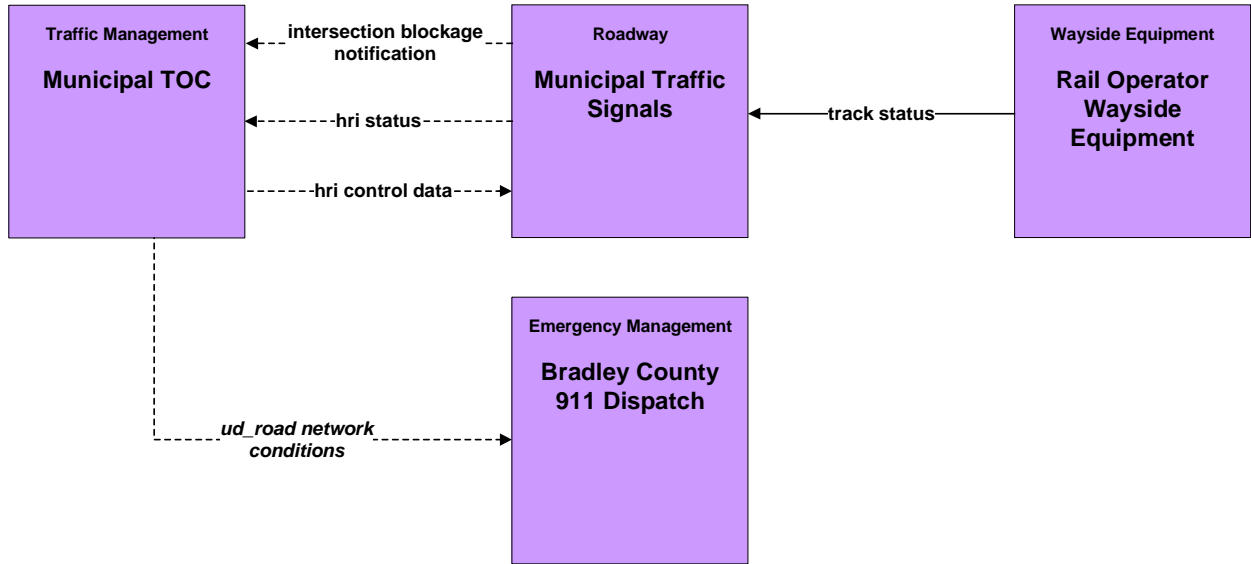 Traffic Management
Municipal TOC
intersection blockage
notification
hri status
hri control data
Roadway
Municipal Traffic
Signals
track status
Wayside Equipment
Rail Operator
Wayside
Equipment
ud_road network
conditions
Emergency Management
Bradley County
911 Dispatch